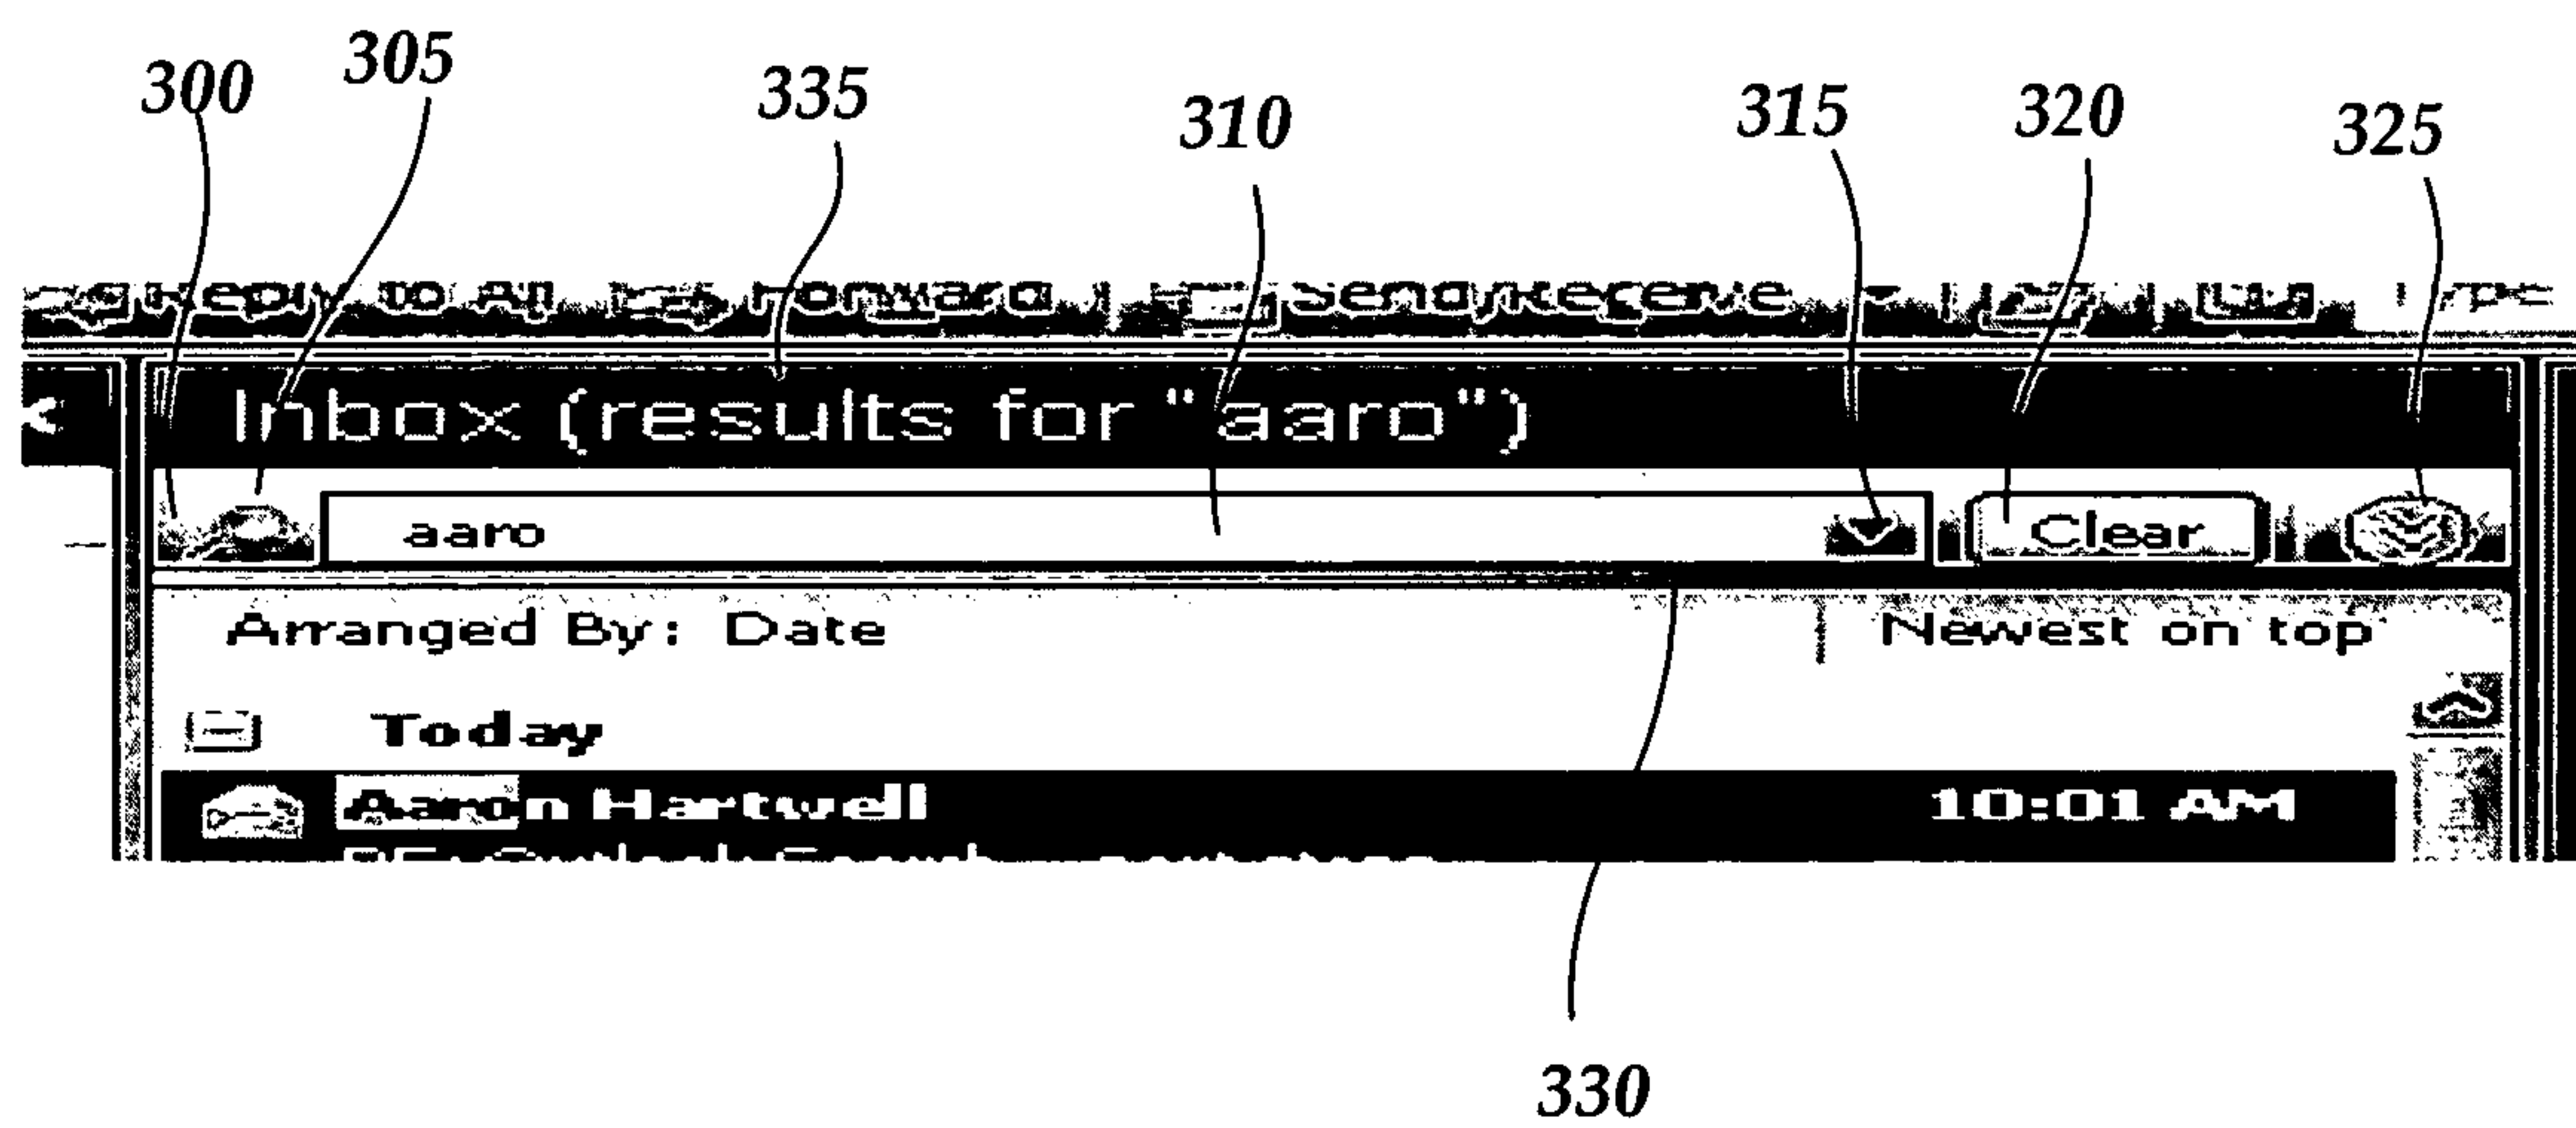 300 305 335 310 315 320 325
Reply to All Forward Send/Receive Type
Inbox (results for "aaro")
aaro Clear
Arranged By: Date Newest on top
Today
Aaron Hartwell 10:01 AM
330